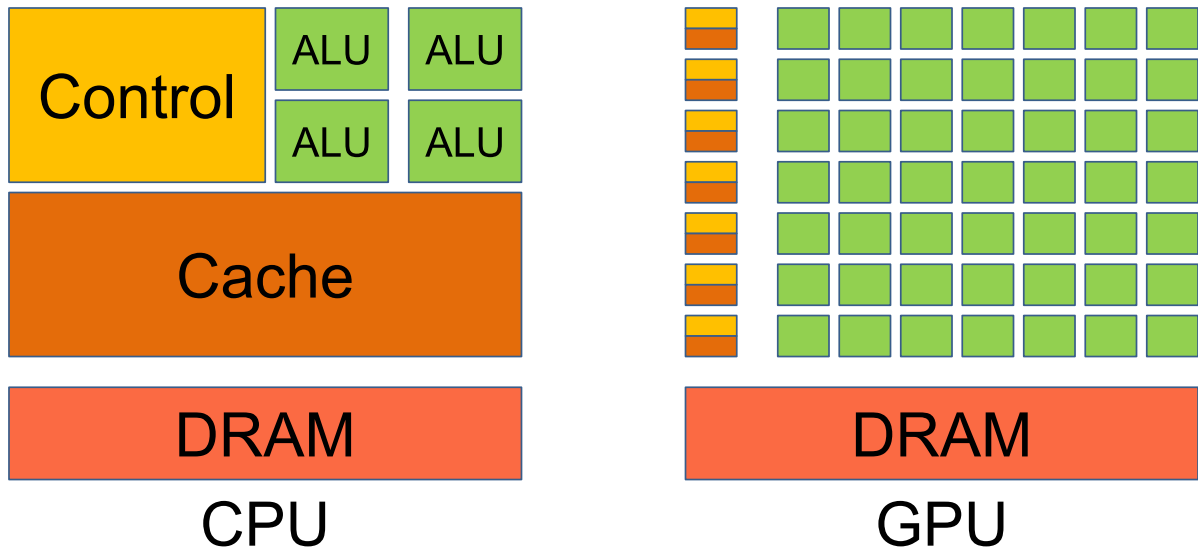 Control
ALU ALU
ALU ALU
Cache
DRAM
CPU
DRAM
GPU